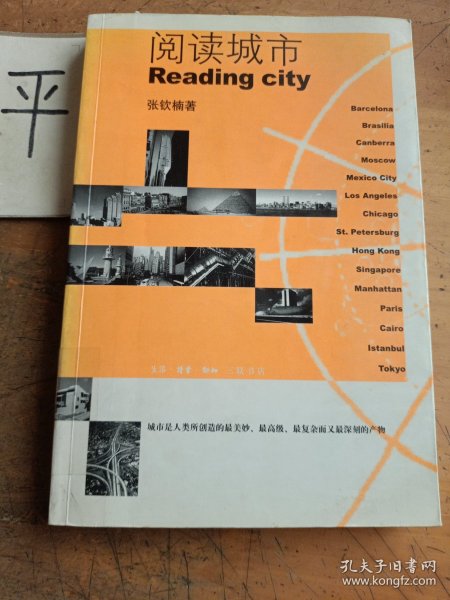 平
阅读城市
Reading city
张钦楠著
Barcelona
Brasilia
Canberra
Moscow
Mexico City
Los Angeles
Chicago
St. Petersburg
Hong Kong
Singapore
Manhattan
Paris
Cairo
Istanbul
Tokyo
生活·读书·新知 三联书店
城市是人类所创造的最美妙、最高级、最复杂而又最深刻的产物
孔夫子旧书网
www.kongfz.com